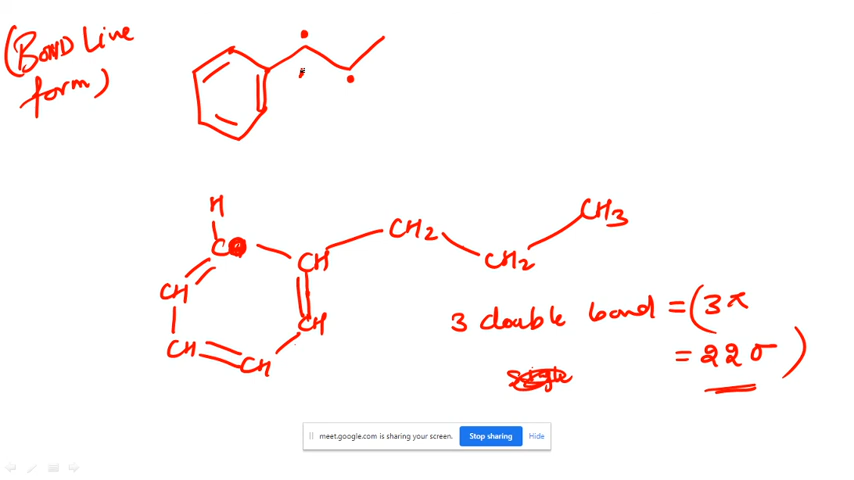 (BOND Line
form)
H
C
CH
CH2
CH2
CH3
CH
CH
CH
CH
3 double bond = (3π
= 22σ)
meet.google.com is sharing your screen. Stop sharing Hide